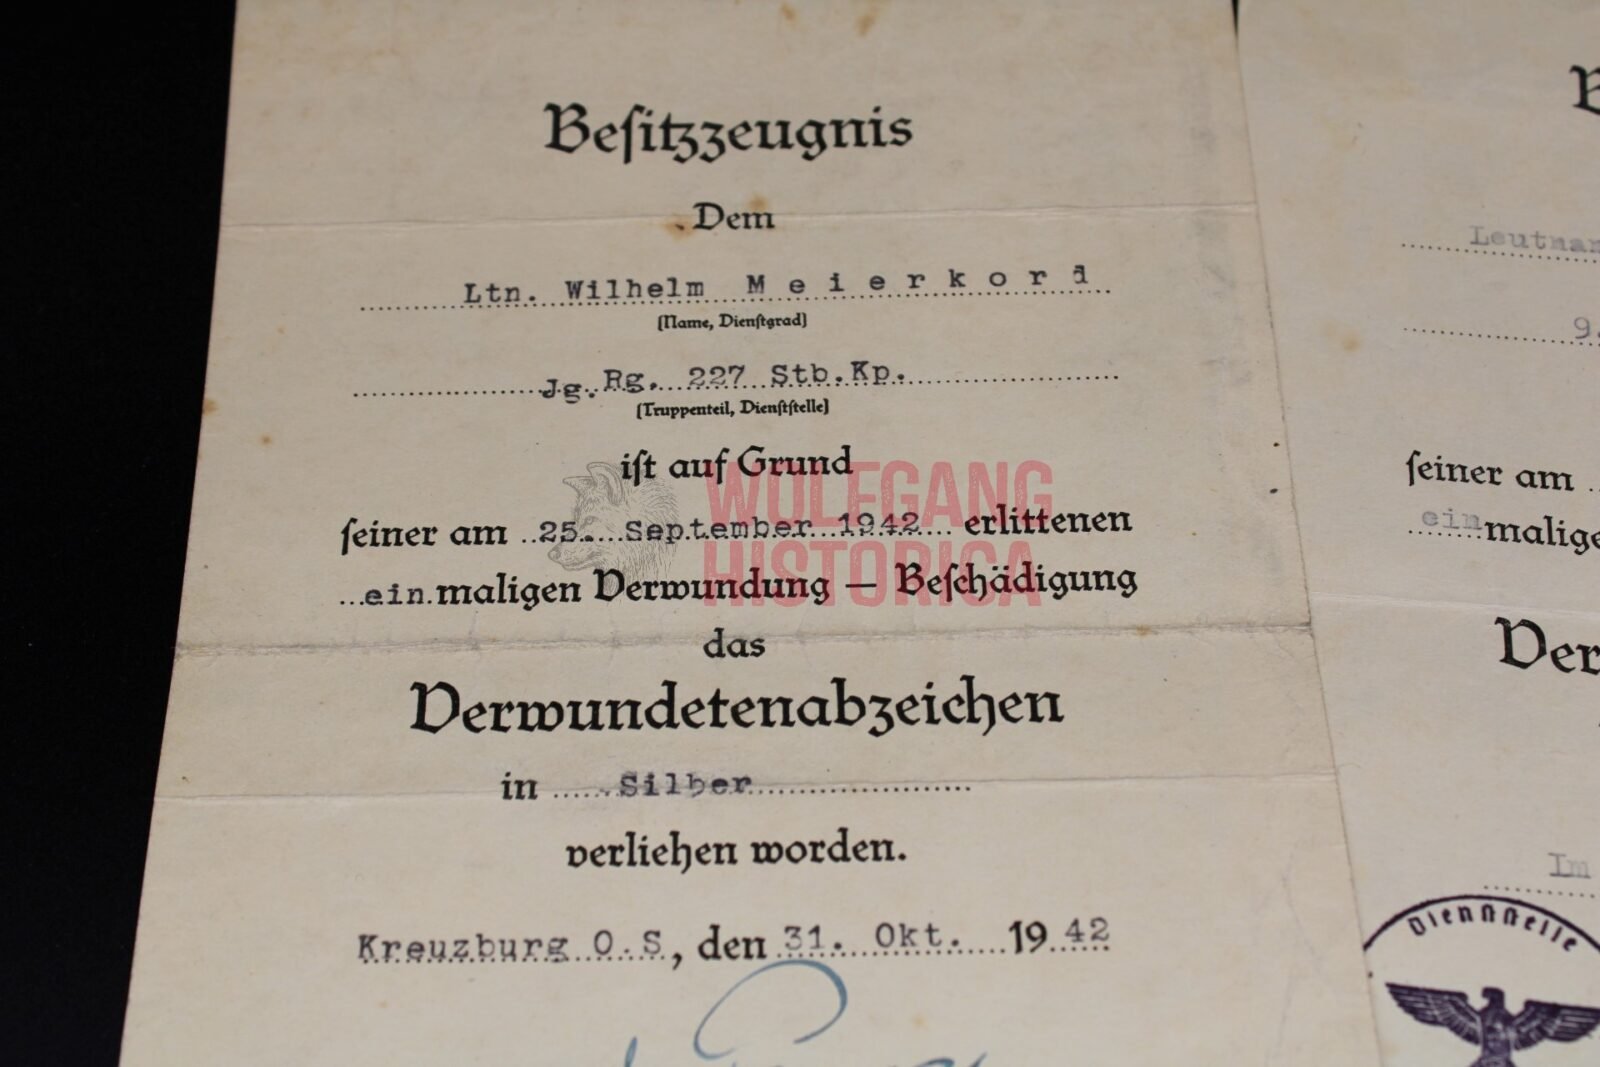 Besitzzeugnis
Dem
Ltn. Wilhelm Meierkord
(Name, Dienstgrad)
Jg. Rg. 227 Stb.Kp.
(Truppenteil, Dienststelle)
ist auf Grund
seiner am 25. September 1942 erlittenen
ein maligen Verwundung — Beschädigung
das
Verwundetenabzeichen
in Silber
verliehen worden.
Kreuzburg O.S, den 31. Okt. 1942
WOLFGANG
HISTORICA
B
Leutnan
9.
seiner am
einmalige
Ver
Im
Dienststelle